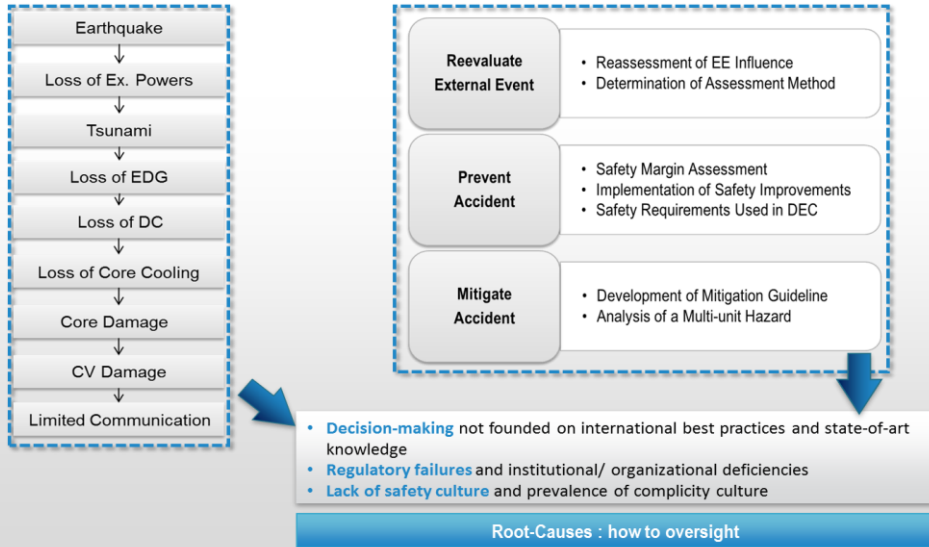 Earthquake
Loss of Ex. Powers
Tsunami
Loss of EDG
Loss of DC
Loss of Core Cooling
Core Damage
CV Damage
Limited Communication
Reevaluate
External Event
• Reassessment of EE Influence
• Determination of Assessment Method
Prevent
Accident
• Safety Margin Assessment
• Implementation of Safety Improvements
• Safety Requirements Used in DEC
Mitigate
Accident
• Development of Mitigation Guideline
• Analysis of a Multi-unit Hazard
• Decision-making not founded on international best practices and state-of-art
knowledge
• Regulatory failures and institutional/ organizational deficiencies
• Lack of safety culture and prevalence of complicity culture
Root-Causes : how to oversight